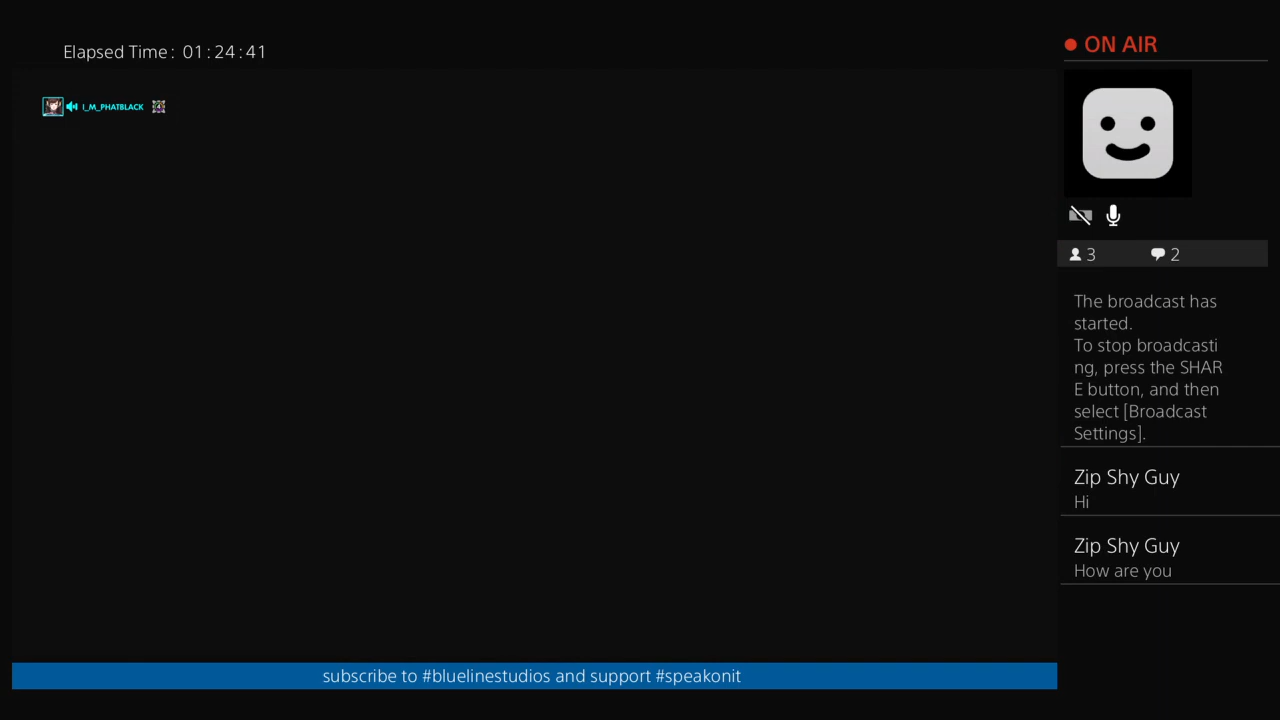 Elapsed Time: 01:24:41
ON AIR
I_M_PHATBLACK
3
2
The broadcast has
started.
To stop broadcasti
ng, press the SHAR
E button, and then
select [Broadcast
Settings].
Zip Shy Guy
Hi
Zip Shy Guy
How are you
subscribe to #bluelinestudios and support #speakonit